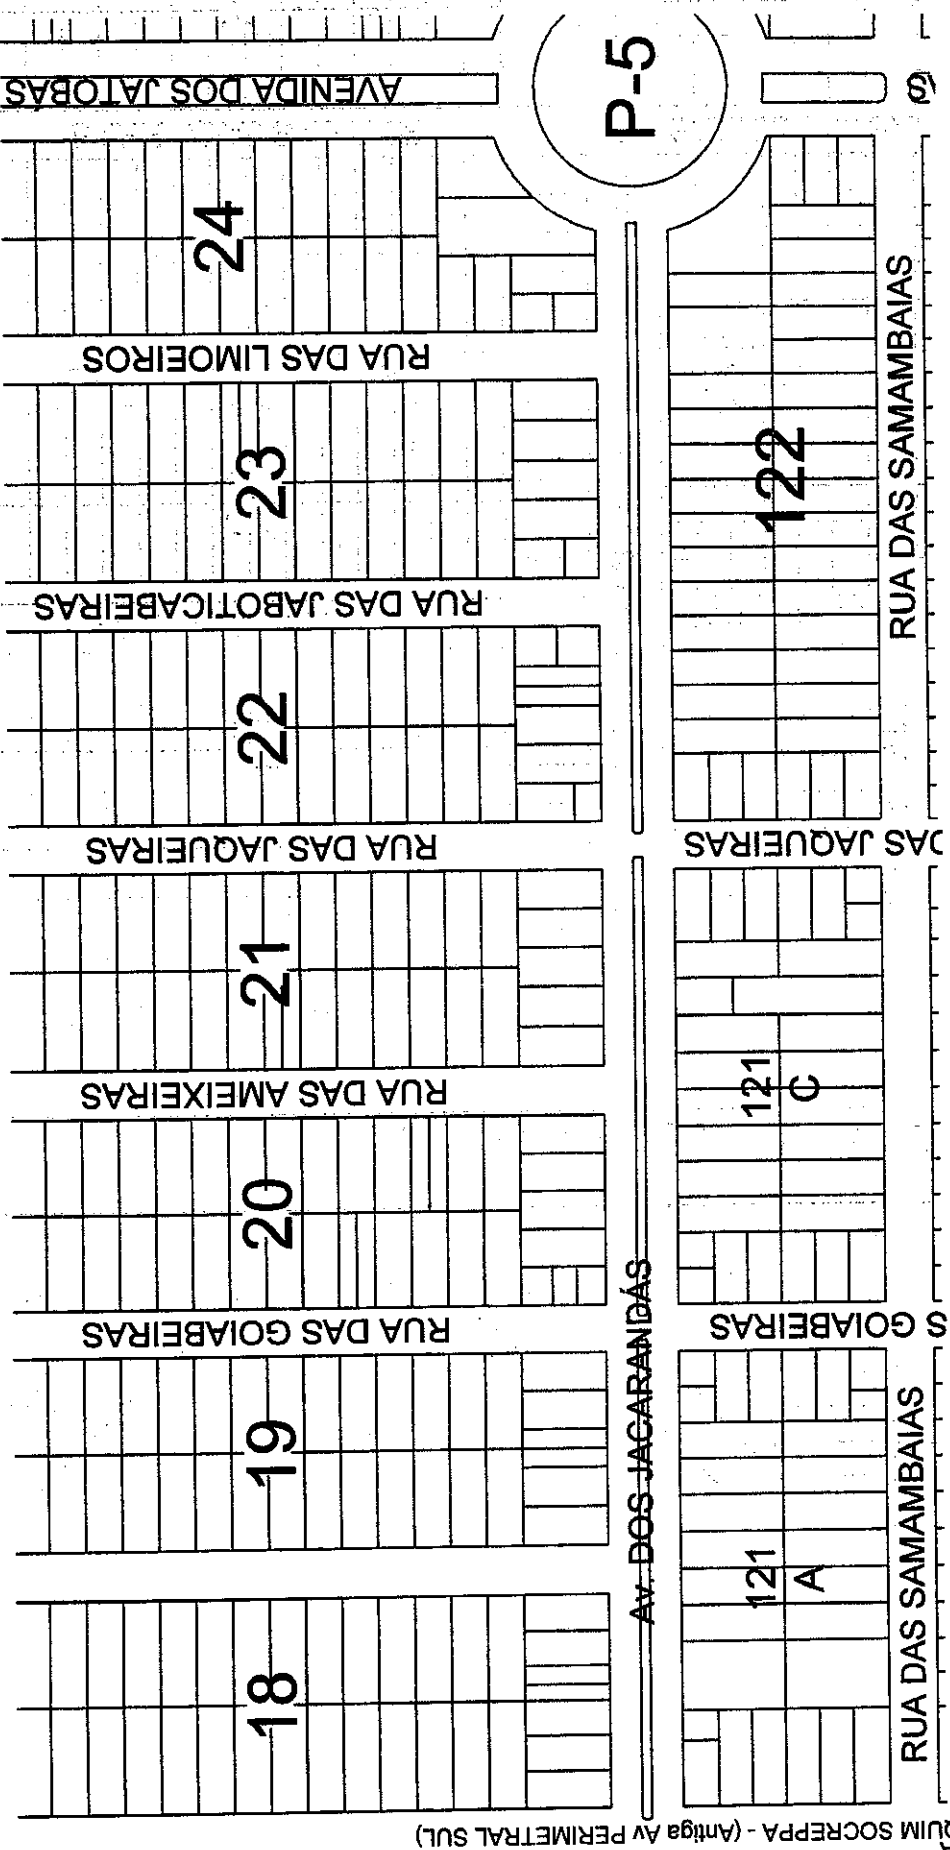 AVENIDA DOS JATOBAS
P-5
AS
24
RUA DAS LIMOEIROS
23
122
RUA DAS SAMAMBAIAS
RUA DAS JABOTICABEIRAS
22
RUA DAS JAQUEIRAS
DAS JAQUEIRAS
21
121
C
RUA DAS AMEIXEIRAS
20
RUA DAS GOIABEIRAS
S GOIABEIRAS
Av. DOS JACARANDÁS
19
121
A
RUA DAS SAMAMBAIAS
18
QUIM SOCREPPA - (Antiga Av PERIMETRAL SUL)